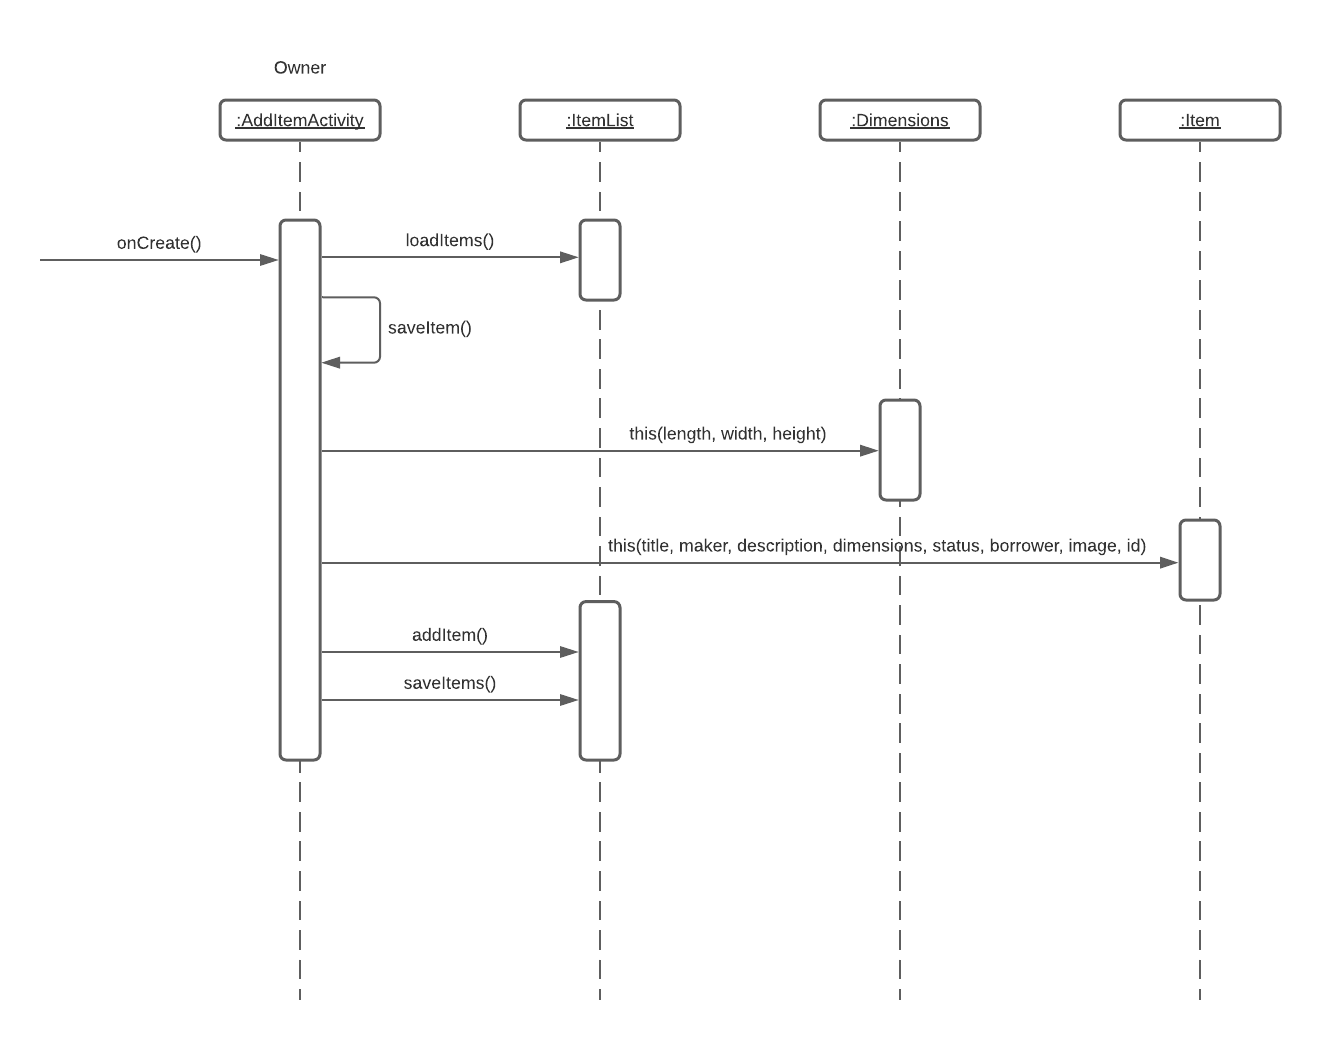 Owner
:AddItemActivity
:ItemList
:Dimensions
:Item
onCreate()
loadItems()
saveItem()
this(length, width, height)
this(title, maker, description, dimensions, status, borrower, image, id)
addItem()
saveItems()